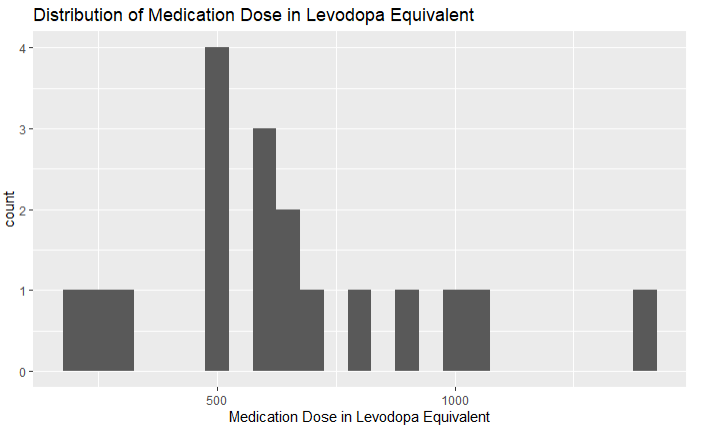 Distribution of Medication Dose in Levodopa Equivalent
4
3
2
1
0
count
500
1000
Medication Dose in Levodopa Equivalent